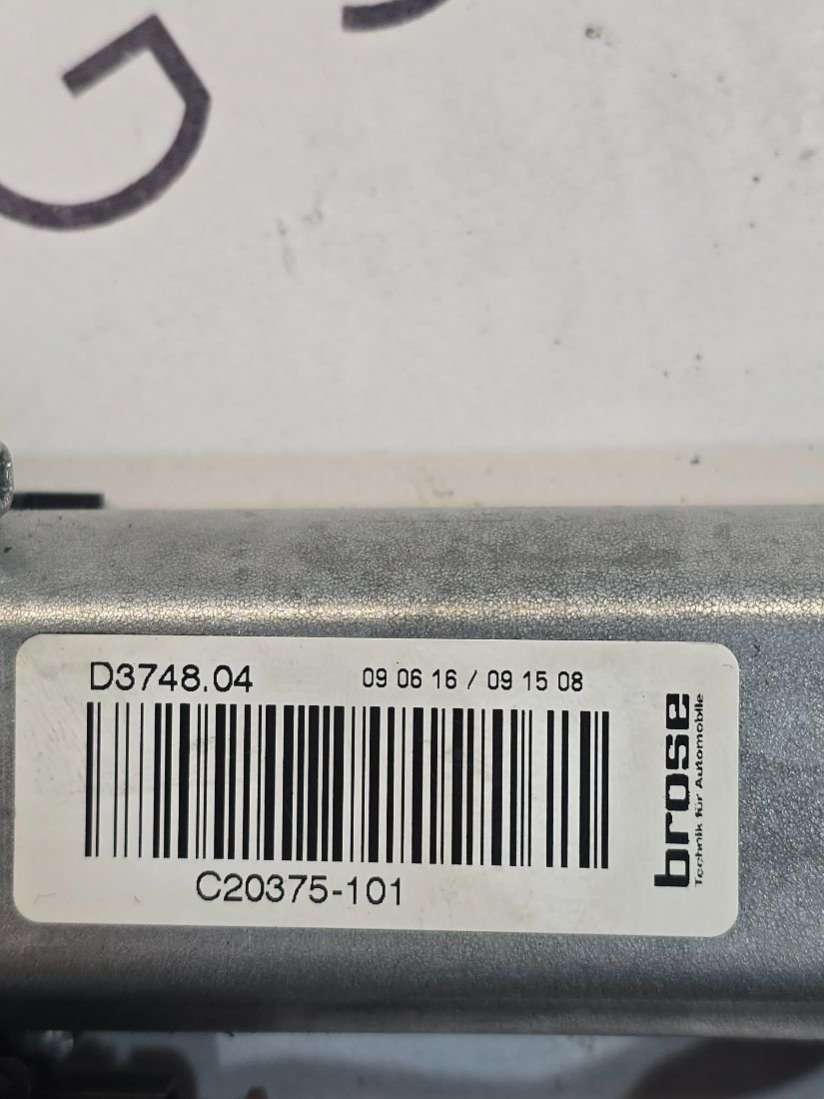 G
D3748.04
09 06 16 / 09 15 08
C20375-101
brose
Technik für Automobile